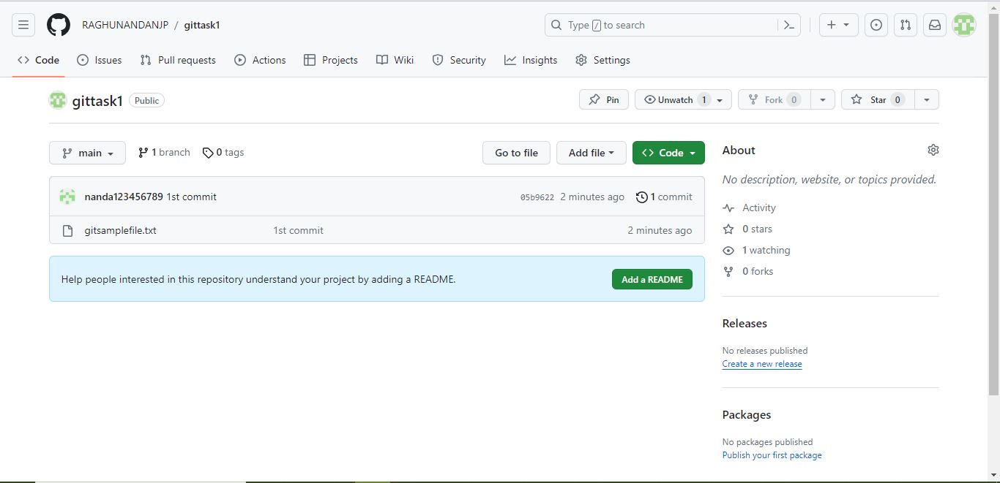 RAGHUNANDANJP / gittask1
Type / to search
Code Issues Pull requests Actions Projects Wiki Security Insights Settings
gittask1 Public
Pin Unwatch 1 Fork 0 Star 0
main 1 branch 0 tags Go to file Add file <> Code
nanda123456789 1st commit 05b9622 2 minutes ago 1 commit
gitsamplefile.txt 1st commit 2 minutes ago
Help people interested in this repository understand your project by adding a README. Add a README
About
No description, website, or topics provided.
Activity
0 stars
1 watching
0 forks
Releases
No releases published
Create a new release
Packages
No packages published
Publish your first package